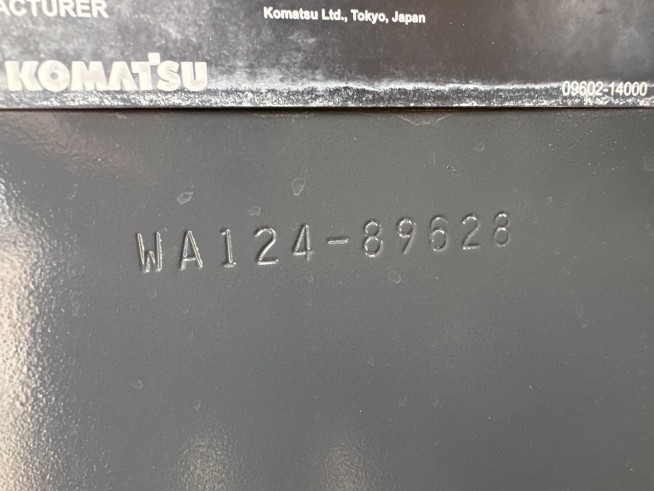 ACTURER
Komatsu Ltd., Tokyo, Japan
KOMATSU
09602-14000
WA124-89628